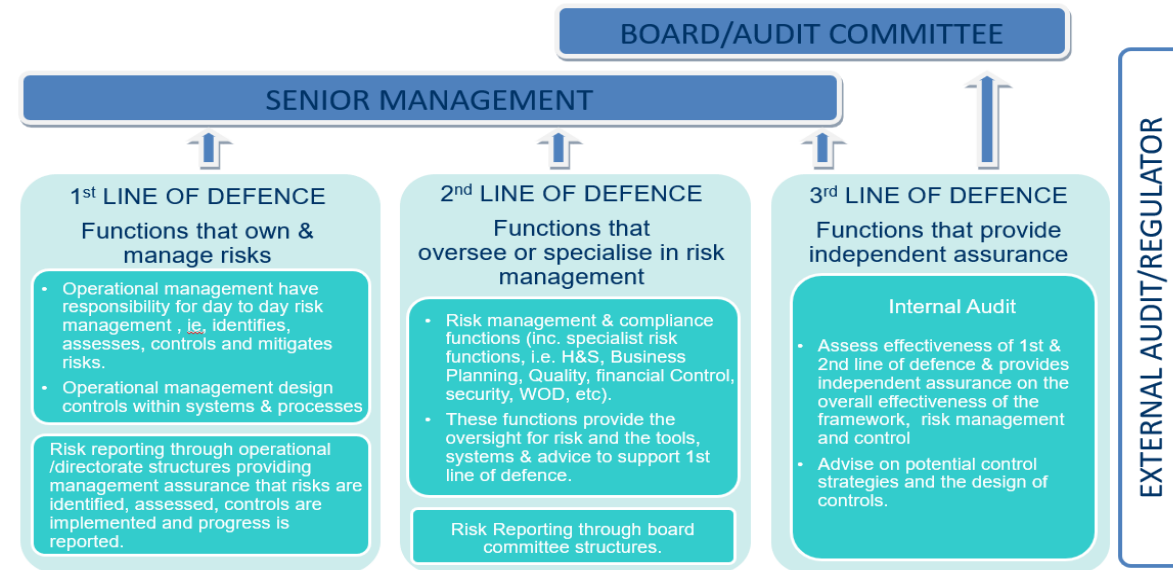 BOARD/AUDIT COMMITTEE
SENIOR MANAGEMENT
1st LINE OF DEFENCE
Functions that own &
manage risks
• Operational management have
responsibility for day to day risk
management , ie, identifies,
assesses, controls and mitigates
risks.
• Operational management design
controls within systems & processes
Risk reporting through operational
/directorate structures providing
management assurance that risks are
identified, assessed, controls are
implemented and progress is
reported.
2nd LINE OF DEFENCE
Functions that
oversee or specialise in risk
management
• Risk management & compliance
functions (inc. specialist risk
functions, i.e. H&S, Business
Planning, Quality, financial Control,
security, WOD, etc).
• These functions provide the
oversight for risk and the tools,
systems & advice to support 1st
line of defence.
Risk Reporting through board
committee structures.
3rd LINE OF DEFENCE
Functions that provide
independent assurance
Internal Audit
• Assess effectiveness of 1st &
2nd line of defence & provides
independent assurance on the
overall effectiveness of the
framework, risk management
and control
• Advise on potential control
strategies and the design of
controls.
EXTERNAL AUDIT/REGULATOR